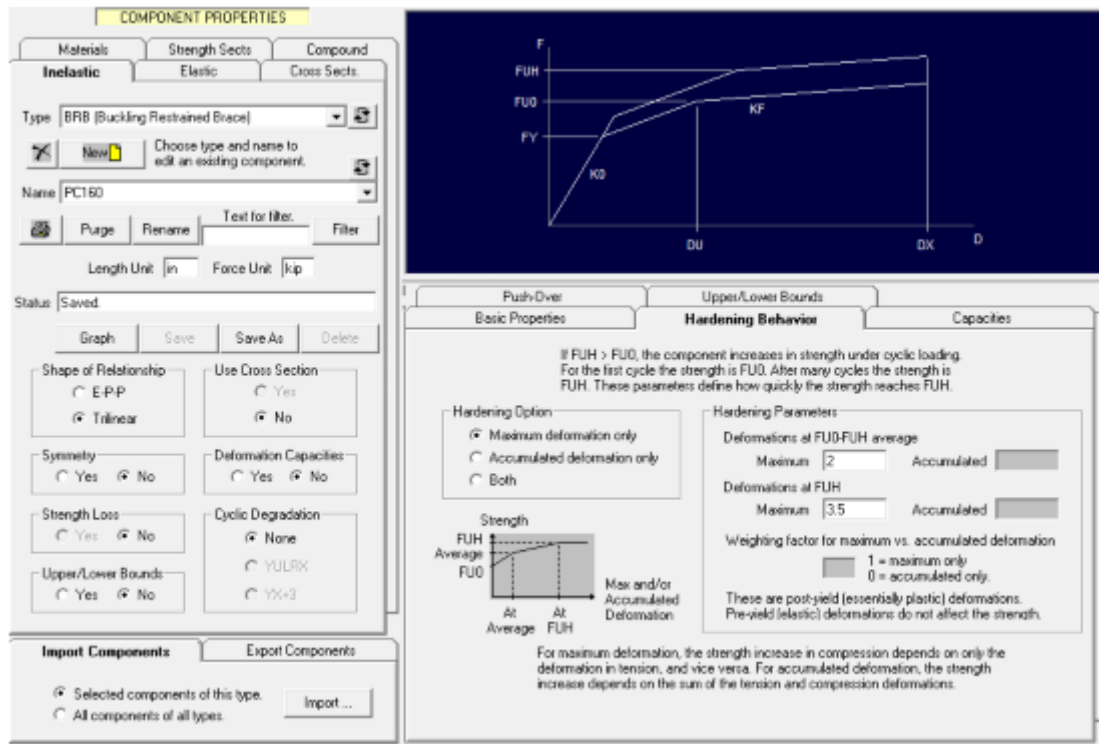 COMPONENT PROPERTIES
Materials Strength Sects Compound
Inelastic Elastic Cross Sects.
Type BRB (Buckling Restrained Brace)
New Choose type and name to
edit an existing component.
Name PC160
Text for filter.
Purge Rename Filter
Length Unit in Force Unit kip
Status Saved.
Graph Save Save As Delete
Shape of Relationship
E-P-P
Trilinear
Use Cross Section
Yes
No
Symmetry
Yes No
Deformation Capacities
Yes No
Strength Loss
Yes No
Cyclic Degradation
None
YULRX
YX+3
Upper/Lower Bounds
Yes No
Import Components Export Components
Selected components of this type.
All components of all types.
Import ...
F
FUH
FU0
FY
K0
KF
DU
DX
D
Push-Over Upper/Lower Bounds
Basic Properties Hardening Behavior Capacities
If FUH > FU0, the component increases in strength under cyclic loading.
For the first cycle the strength is FU0. After many cycles the strength is
FUH. These parameters define how quickly the strength reaches FUH.
Hardening Option
Maximum deformation only
Accumulated deformation only
Both
Hardening Parameters
Deformations at FU0-FUH average
Maximum 2 Accumulated
Deformations at FUH
Maximum 3.5 Accumulated
Weighting factor for maximum vs. accumulated deformation
1 = maximum only
0 = accumulated only.
These are post-yield (essentially plastic) deformations.
Pre-yield (elastic) deformations do not affect the strength.
Strength
FUH
Average
FU0
At
Average
At
FUH
Max and/or
Accumulated
Deformation
For maximum deformation, the strength increase in compression depends on only the
deformation in tension, and vice versa. For accumulated deformation, the strength
increase depends on the sum of the tension and compression deformations.